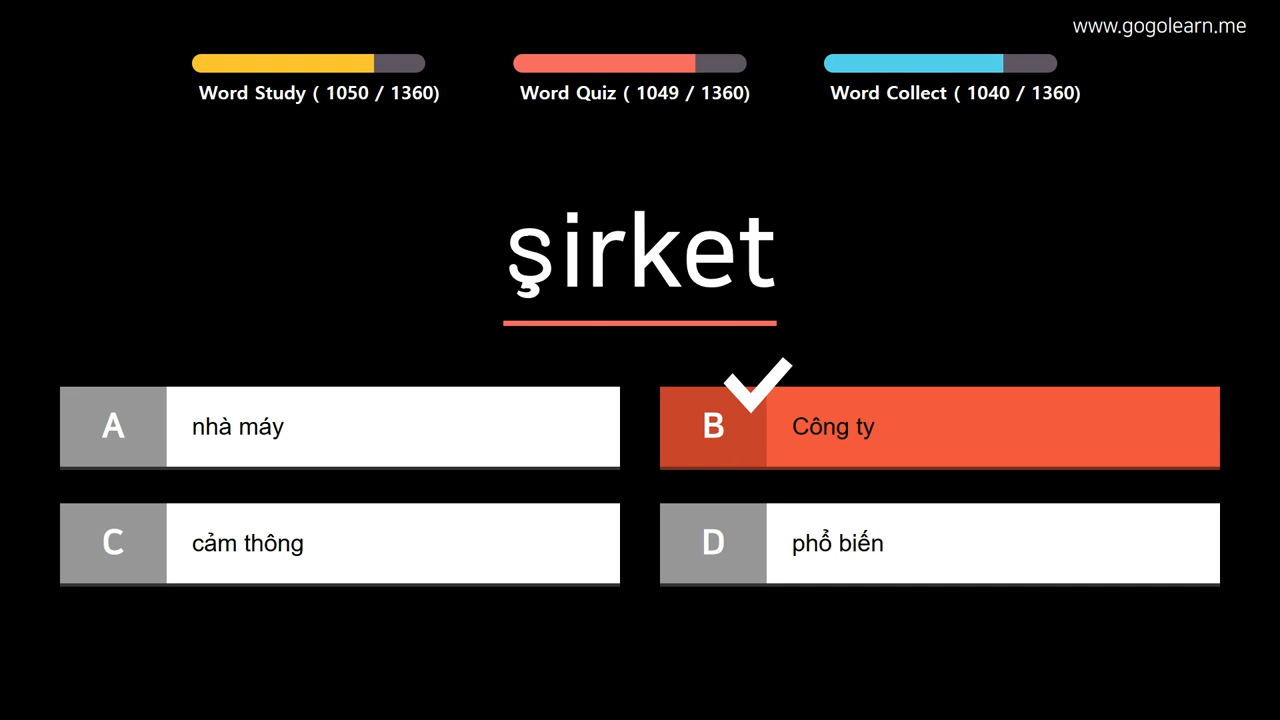 www.gogolearn.me
Word Study ( 1050 / 1360)
Word Quiz ( 1049 / 1360)
Word Collect ( 1040 / 1360)
şirket
A nhà máy
B Công ty
C cảm thông
D phổ biến